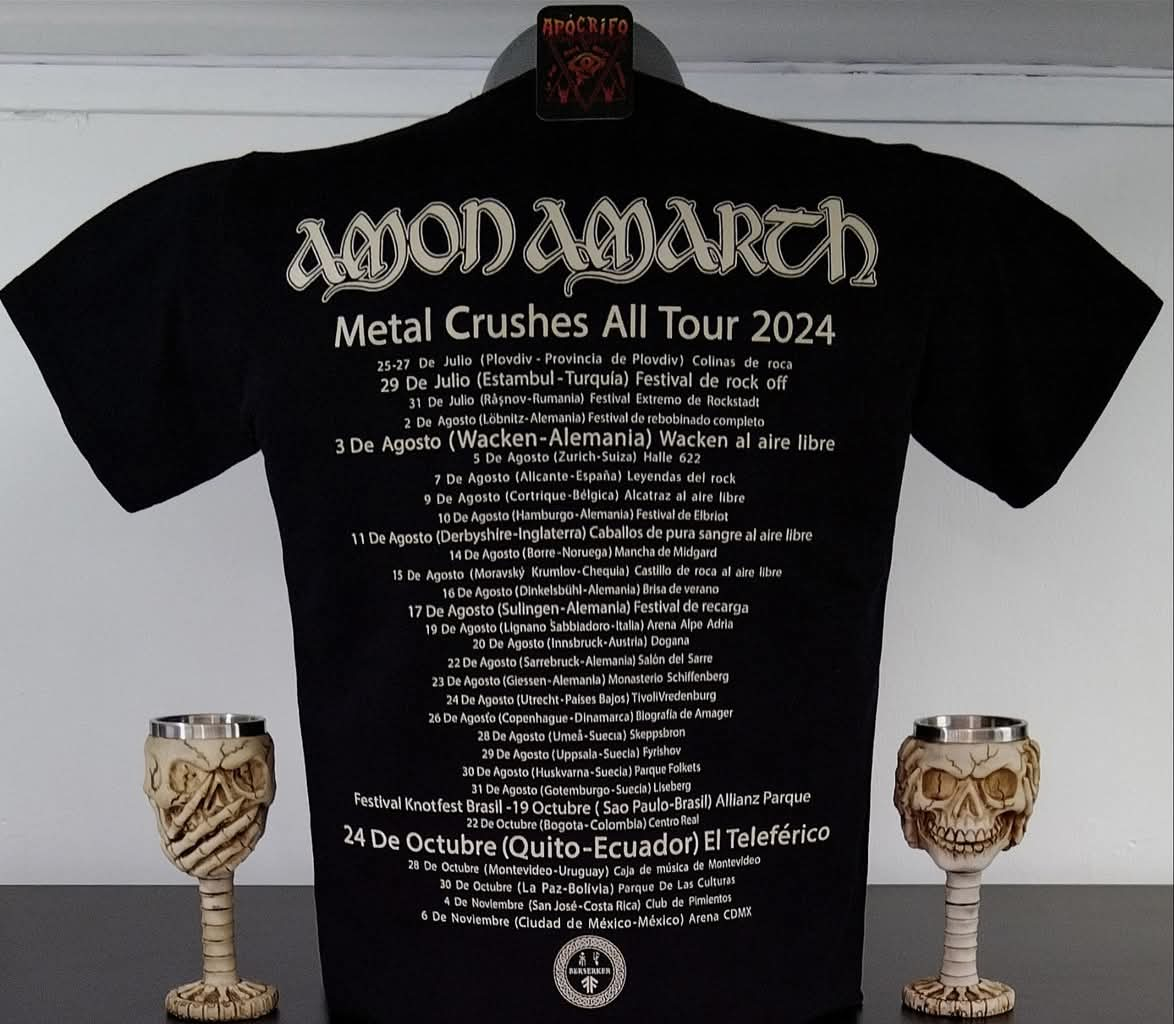 APÓCRIFO
AMON AMARTH
Metal Crushes All Tour 2024
25-27 De Julio (Plovdiv - Provincia de Plovdiv) Colinas de roca
29 De Julio (Estambul-Turquía) Festival de rock off
31 De Julio (Râşnov-Rumania) Festival Extremo de Rockstadt
2 De Agosto (Löbnitz-Alemania) Festival de rebobinado completo
3 De Agosto (Wacken-Alemania) Wacken al aire libre
5 De Agosto (Zurich-Suiza) Halle 622
7 De Agosto (Alicante-España) Leyendas del rock
9 De Agosto (Cortrique-Bélgica) Alcatraz al aire libre
10 De Agosto (Hamburgo-Alemania) Festival de Elbriot
11 De Agosto (Derbyshire-Inglaterra) Caballos de pura sangre al aire libre
14 De Agosto (Borre-Noruega) Mancha de Midgard
15 De Agosto (Moravský Krumlov-Chequia) Castillo de roca al aire libre
16 De Agosto (Dinkelsbühl-Alemania) Brisa de verano
17 De Agosto (Sulingen-Alemania) Festival de recarga
19 De Agosto (Lignano Sabbiadoro-Italia) Arena Alpe Adria
20 De Agosto (Innsbruck-Austria) Dogana
22 De Agosto (Sarrebruck-Alemania) Salón del Sarre
23 De Agosto (Giessen-Alemania) Monasterio Schiffenberg
24 De Agosto (Utrecht-Países Bajos) TivoliVredenburg
26 De Agosto (Copenhague-Dinamarca) Biografía de Amager
28 De Agosto (Umeå-Suecia) Skeppsbron
29 De Agosto (Uppsala-Suecia) Fyrishov
30 De Agosto (Huskvarna-Suecia) Parque Folkets
31 De Agosto (Gotemburgo-Suecia) Liseberg
Festival Knotfest Brasil -19 Octubre ( Sao Paulo-Brasil) Allianz Parque
22 De Octubre (Bogota-Colombia) Centro Real
24 De Octubre (Quito-Ecuador) El Teleférico
28 De Octubre (Montevideo-Uruguay) Caja de música de Montevideo
30 De Octubre (La Paz-Bolivia) Parque De Las Culturas
4 De Noviembre (San José-Costa Rica) Club de Pimientos
6 De Noviembre (Ciudad de México-México) Arena CDMX
BERSERKER